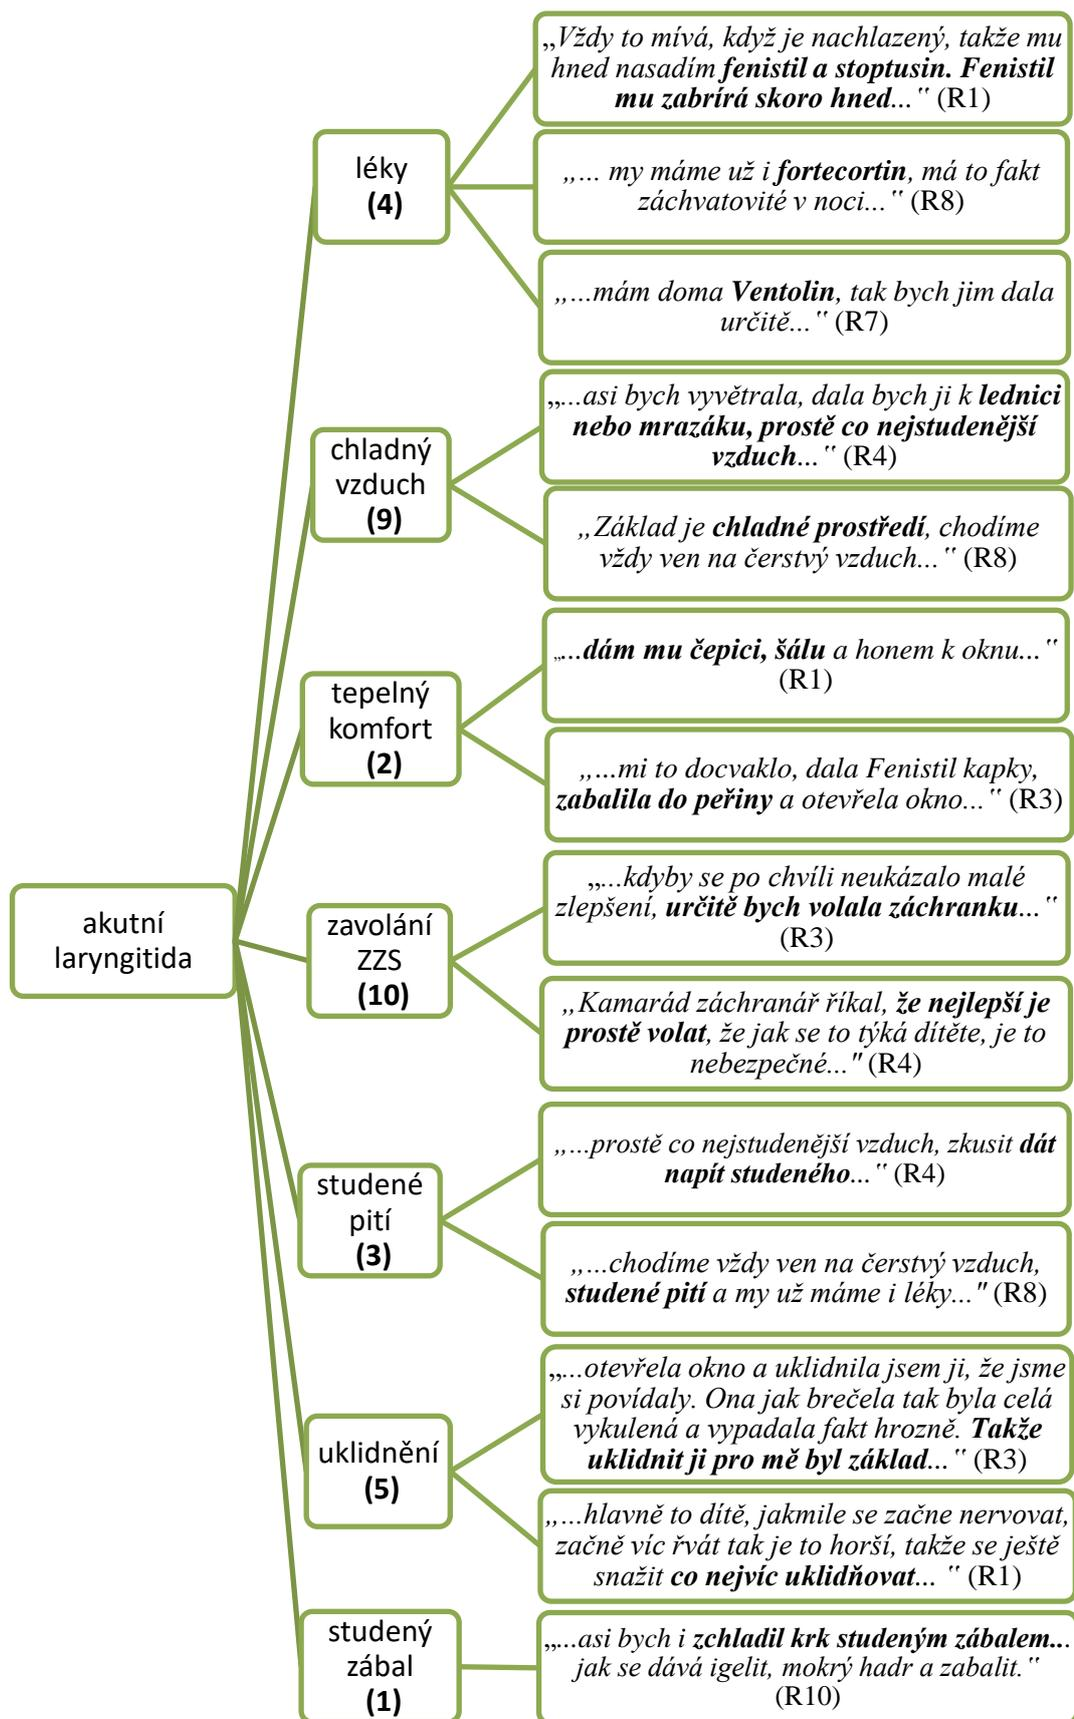 akutní
laryngitida
léky
(4)
„Vždy to mívá, když je nachlazený, takže mu
hned nasadím fenistil a stoptusin. Fenistil
mu zabrírá skoro hned...‟ (R1)
„... my máme už i fortecortin, má to fakt
záchvatovité v noci...‟ (R8)
„...mám doma Ventolin, tak bych jim dala
určitě...‟ (R7)
chladný
vzduch
(9)
„...asi bych vyvětrala, dala bych ji k lednici
nebo mrazáku, prostě co nejstudenější
vzduch...‟ (R4)
„Základ je chladné prostředí, chodíme
vždy ven na čerstvý vzduch...‟ (R8)
tepelný
komfort
(2)
„...dám mu čepici, šálu a honem k oknu...‟
(R1)
„...mi to docvaklo, dala Fenistil kapky,
zabalila do peřiny a otevřela okno...‟ (R3)
zavolání
ZZS
(10)
„...kdyby se po chvíli neukázalo malé
zlepšení, určitě bych volala záchranku...‟
(R3)
„Kamarád záchranář říkal, že nejlepší je
prostě volat, že jak se to týká dítěte, je to
nebezpečné..." (R4)
studené
pití
(3)
„...prostě co nejstudenější vzduch, zkusit dát
napít studeného...‟ (R4)
„...chodíme vždy ven na čerstvý vzduch,
studené pití a my už máme i léky..." (R8)
uklidnění
(5)
„...otevřela okno a uklidnila jsem ji, že jsme
si povídaly. Ona jak brečela tak byla celá
vykulená a vypadala fakt hrozně. Takže
uklidnit ji pro mě byl základ...‟ (R3)
„...hlavně to dítě, jakmile se začne nervovat,
začně víc řvát tak je to horší, takže se ještě
snažit co nejvíc uklidňovat... ‟ (R1)
studený
zábal
(1)
„...asi bych i zchladil krk studeným zábalem...
jak se dává igelit, mokrý hadr a zabalit.‟
(R10)